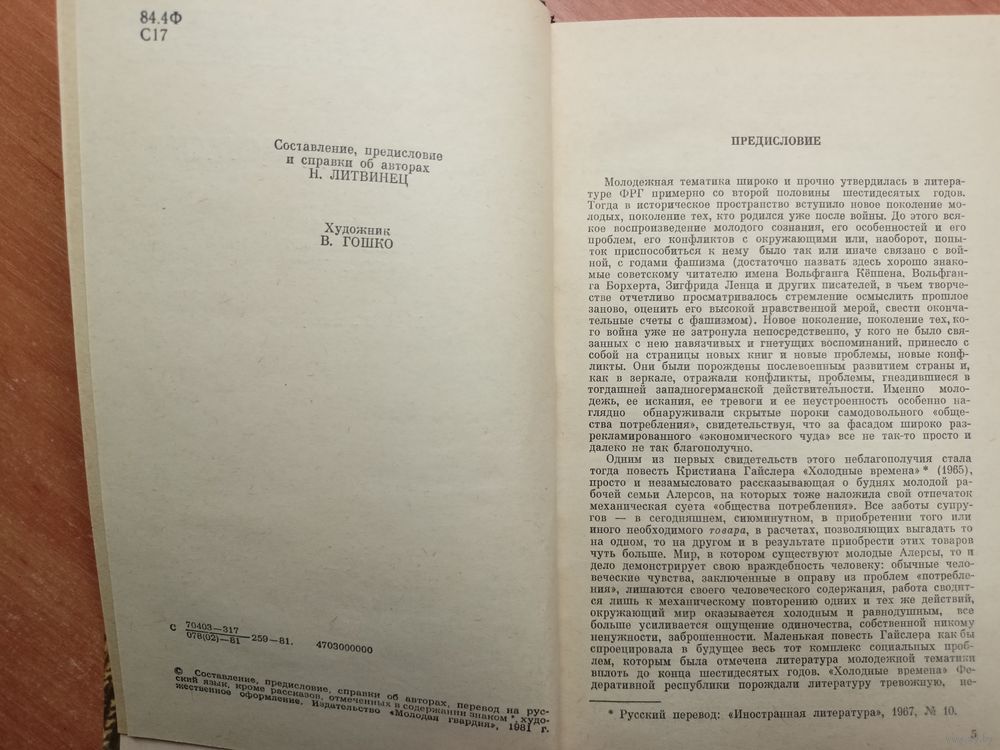 84.4Ф
С17
Составление, предисловие
и справки об авторах
Н. ЛИТВИНЕЦ
Художник
В. ГОШКО
С 70403—317
078(02)—81 —259—81. 4703000000
© Составление, предисловие, справки об авторах, перевод на рус-
ский язык, кроме рассказов, отмеченных в содержании знаком *, худо-
жественное оформление. Издательство «Молодая гвардия», 1981 г.
ПРЕДИСЛОВИЕ
Молодежная тематика широко и прочно утвердилась в литера-
туре ФРГ примерно со второй половины шестидесятых годов.
Тогда в историческое пространство вступило новое поколение мо-
лодых, поколение тех, кто родился уже после войны. До этого вся-
кое воспроизведение молодого сознания, его особенностей и его
проблем, его конфликтов с окружающими или, наоборот, попы-
ток приспособиться к нему было так или иначе связано с вой-
ной, с годами фашизма (достаточно назвать здесь хорошо знако-
мые советскому читателю имена Вольфганга Кёппена, Вольфган-
га Борхерта, Зигфрида Ленца и других писателей, в чьем творче-
стве отчетливо просматривалось стремление осмыслить прошлое
заново, оценить его высокой нравственной мерой, свести оконча-
тельные счеты с фашизмом). Новое поколение, поколение тех, ко-
го война уже не затронула непосредственно, у кого не было свя-
занных с нею навязчивых и гнетущих воспоминаний, принесло с
собой на страницы новых книг и новые проблемы, новые конф-
ликты. Они были порождены послевоенным развитием страны и,
как в зеркале, отражали конфликты, проблемы, гнездившиеся в
тогдашней западногерманской действительности. Именно моло-
дежь, ее искания, ее тревоги и ее неустроенность особенно на-
глядно обнаруживали скрытые пороки самодовольного «обще-
ства потребления», свидетельствуя, что за фасадом широко раз-
рекламированного «экономического чуда» все не так-то просто и
далеко не так благополучно.
Одним из первых свидетельств этого неблагополучия стала
тогда повесть Кристиана Гайслера «Холодные времена» * (1965),
просто и незамысловато рассказывающая о буднях молодой ра-
бочей семьи Алерсов, на которых тоже наложила свой отпечаток
механическая суета «общества потребления». Все заботы супру-
гов — в сегодняшнем, сиюминутном, в приобретении того или
иного необходимого товара, в расчетах, позволяющих выгадать то
на одном, то на другом и в результате приобрести этих товаров
чуть больше. Мир, в котором существуют молодые Алерсы, то и
дело демонстрирует свою враждебность человеку: обычные чело-
веческие чувства, заключенные в оправу из проблем «потребле-
ния», лишаются своего человеческого содержания, работа сводит-
ся лишь к механическому повторению одних и тех же действий,
окружающий мир оказывается холодным и равнодушным, все
больше усиливается ощущение одиночества, собственной никому
ненужности, заброшенности. Маленькая повесть Гайслера как бы
спроецировала в будущее весь тот комплекс социальных проб-
лем, которым была отмечена литература молодежной тематики
вплоть до конца шестидесятых годов. «Холодные времена» Фе-
деративной республики порождали литературу тревожную, не-
* Русский перевод: «Иностранная литература», 1967, № 10.
5